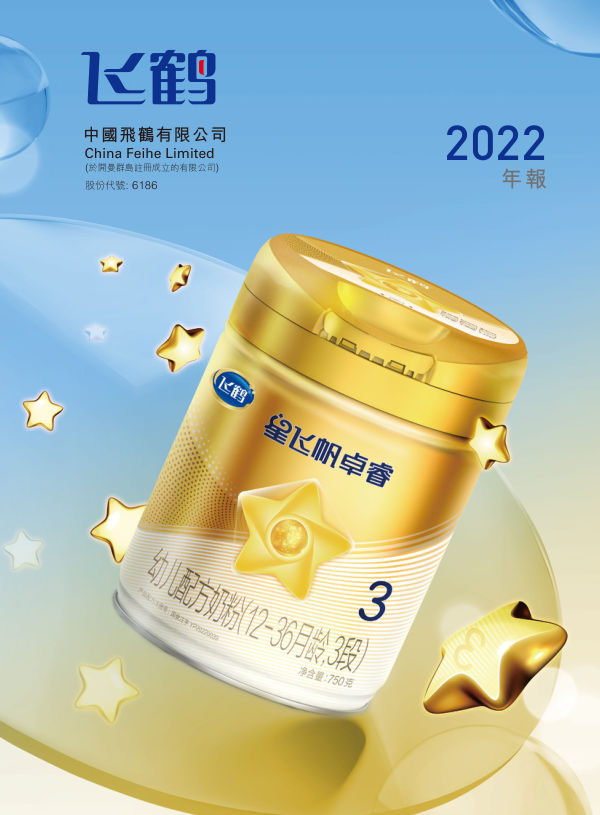 飞鹤
中國飛鶴有限公司
China Feihe Limited
(於開曼群島註冊成立的有限公司)
股份代號: 6186
2022
年報
飞鹤
飞鹤
星飞帆卓睿
3
幼儿配方奶粉(12-36月龄,3段)
净含量:750克
3